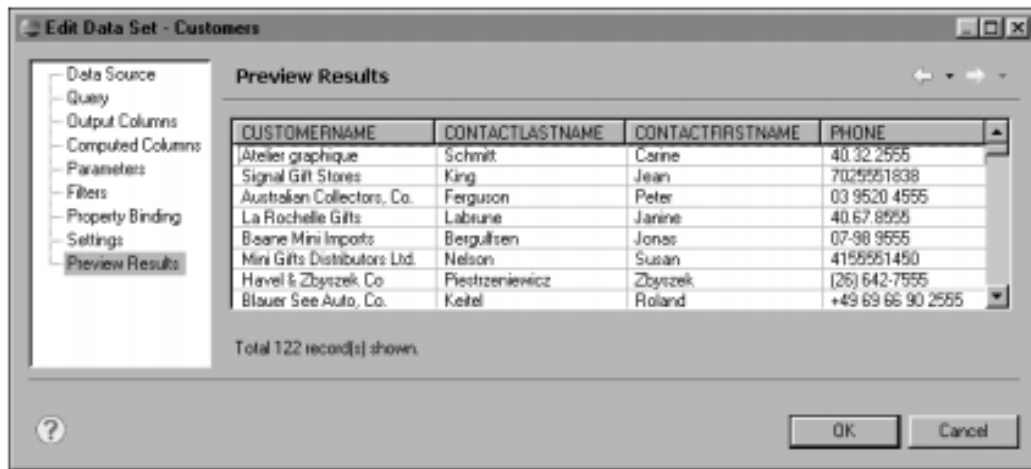 Edit Data Set - Customers
Data Source
Query
Output Columns
Computed Columns
Parameters
Filters
Property Binding
Settings
Preview Results
Preview Results
CUSTOMERNAME CONTACTLASTNAME CONTACTFIRSTNAME PHONE
Atelier graphique Schmitt Carine 40.32.2555
Signal Gift Stores King Jean 7025551838
Australian Collectors, Co. Ferguson Peter 03 9520 4555
La Rochelle Gifts Labrune Janine 40.67.8555
Baane Mini Imports Bergulfsen Jonas 07-98 9555
Mini Gifts Distributors Ltd. Nelson Susan 4155551450
Havel & Zbyszek Co Piestrzeniewicz Zbyszek (26) 642-7555
Blauer See Auto, Co. Keitel Roland +49 69 66 90 2555
Total 122 record(s) shown.
?
OK Cancel